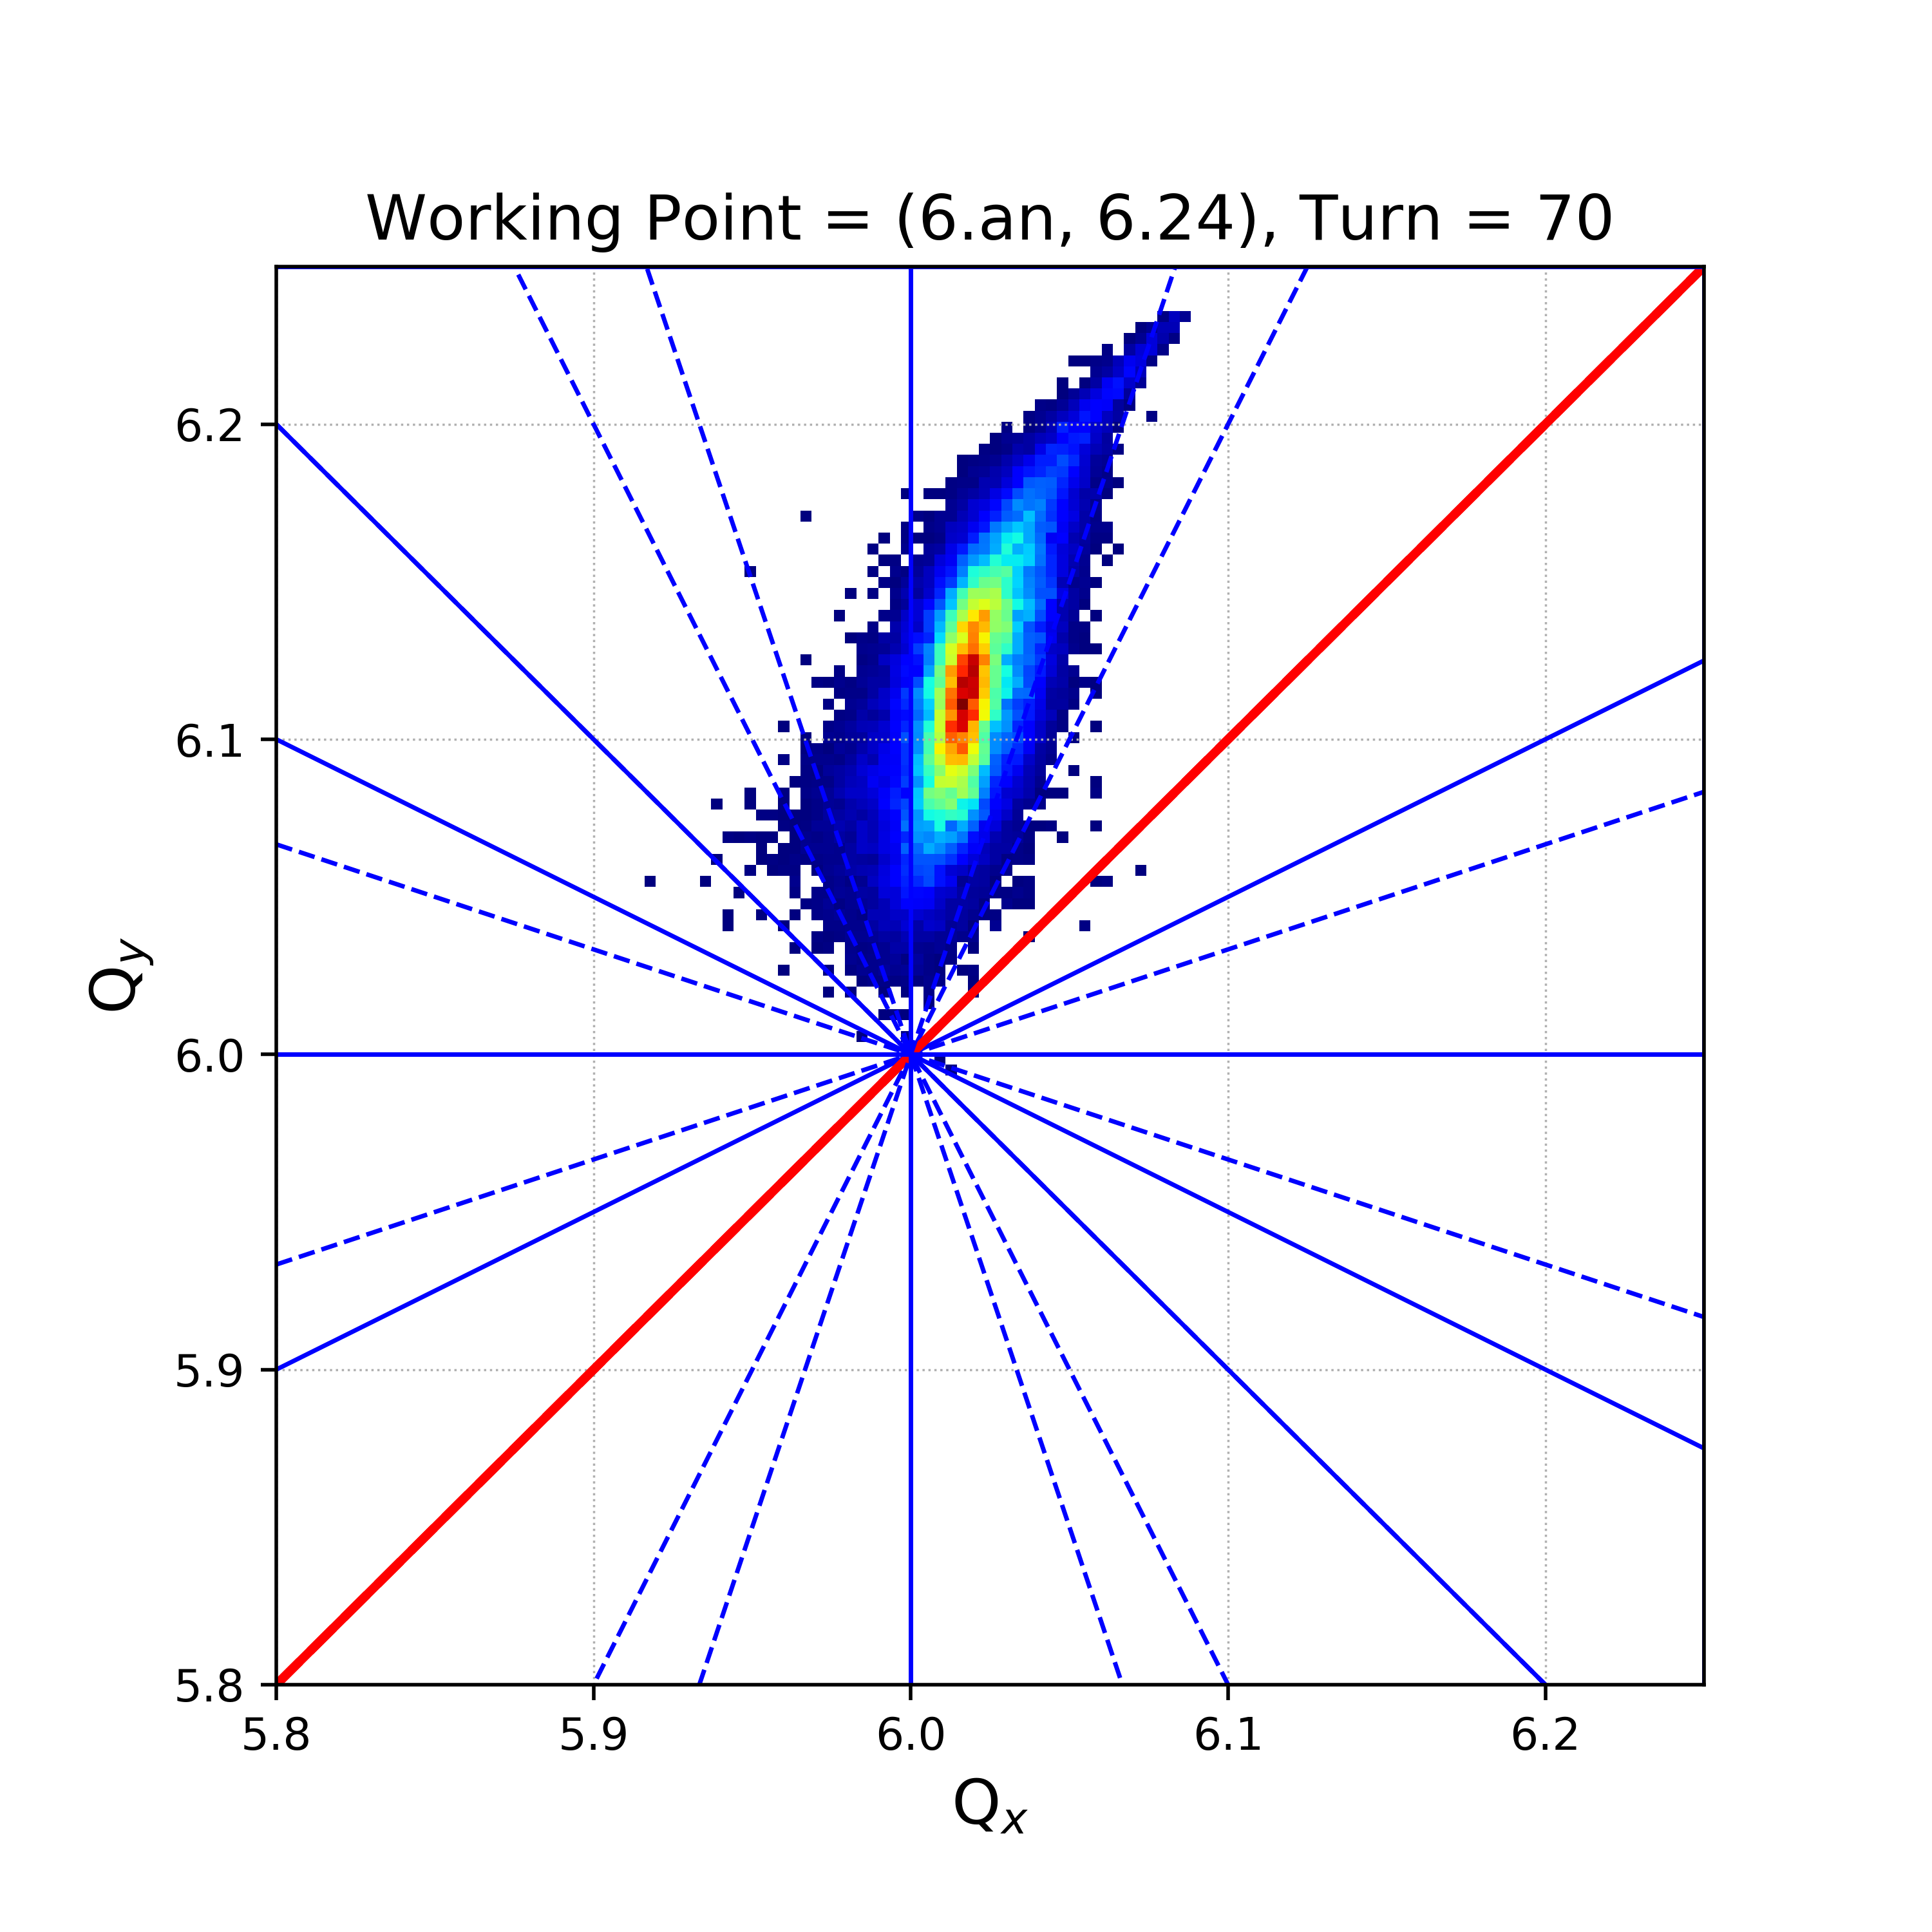 Working Point = (6.an, 6.24), Turn = 70
Qy
6.2
6.1
6.0
5.9
5.8
5.8 5.9 6.0 6.1 6.2
Qx